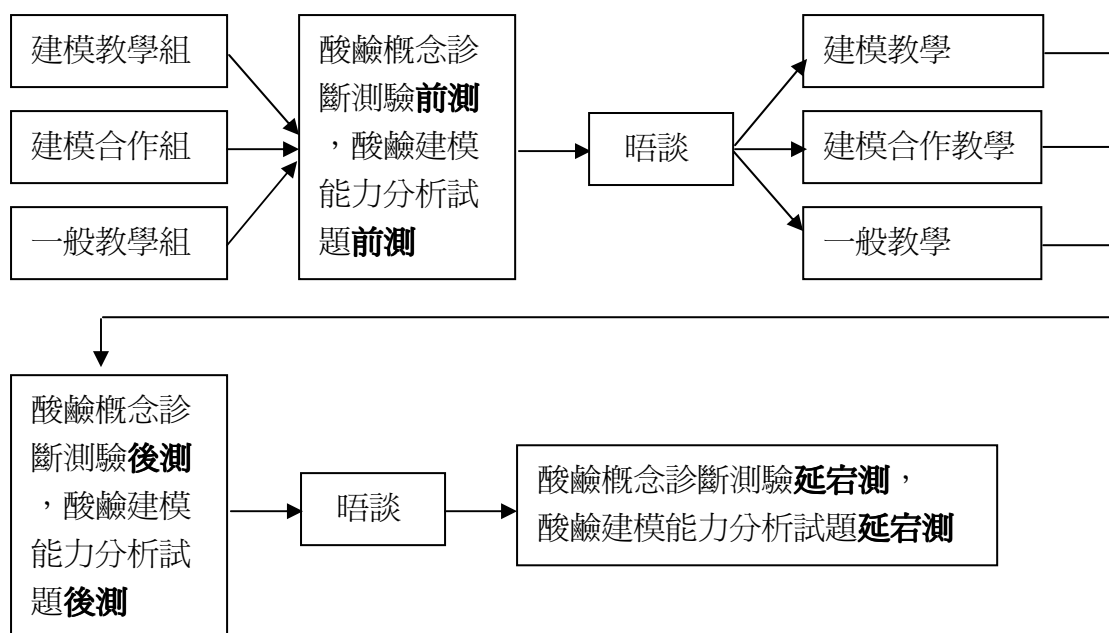 建模教學組
建模合作組
一般教學組
酸鹼概念診
斷測驗前測
，酸鹼建模
能力分析試
題前測
晤談
建模教學
建模合作教學
一般教學
酸鹼概念診
斷測驗後測
，酸鹼建模
能力分析試
題後測
晤談
酸鹼概念診斷測驗延宕測，
酸鹼建模能力分析試題延宕測